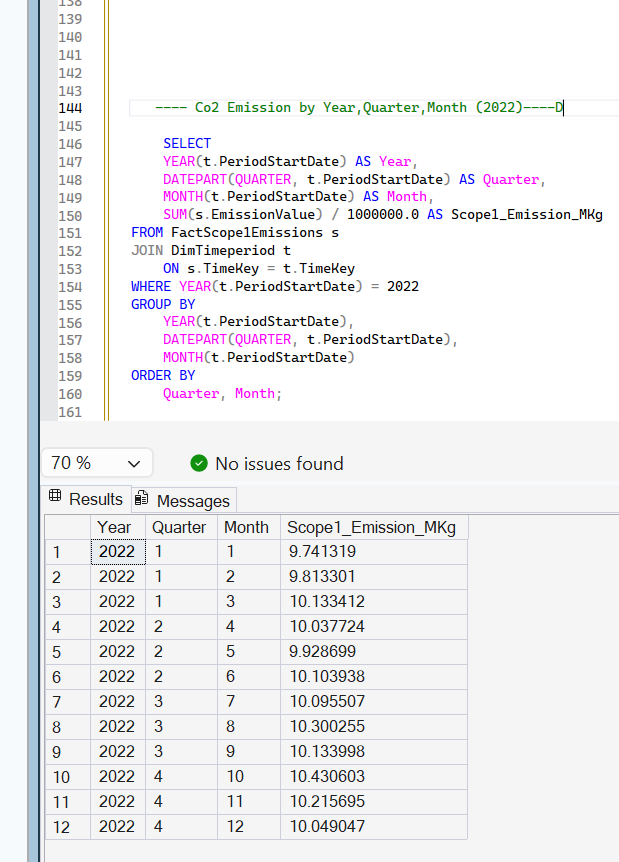 138
139
140
141
142
143
144 ---- Co2 Emission by Year,Quarter,Month (2022)----D
145
146 SELECT
147 YEAR(t.PeriodStartDate) AS Year,
148 DATEPART(QUARTER, t.PeriodStartDate) AS Quarter,
149 MONTH(t.PeriodStartDate) AS Month,
150 SUM(s.EmissionValue) / 1000000.0 AS Scope1_Emission_MKg
151 FROM FactScope1Emissions s
152 JOIN DimTimeperiod t
153 ON s.TimeKey = t.TimeKey
154 WHERE YEAR(t.PeriodStartDate) = 2022
155 GROUP BY
156 YEAR(t.PeriodStartDate),
157 DATEPART(QUARTER, t.PeriodStartDate),
158 MONTH(t.PeriodStartDate)
159 ORDER BY
160 Quarter, Month;
161
70 % No issues found
Results Messages
Year Quarter Month Scope1_Emission_MKg
1 2022 1 1 9.741319
2 2022 1 2 9.813301
3 2022 1 3 10.133412
4 2022 2 4 10.037724
5 2022 2 5 9.928699
6 2022 2 6 10.103938
7 2022 3 7 10.095507
8 2022 3 8 10.300255
9 2022 3 9 10.133998
10 2022 4 10 10.430603
11 2022 4 11 10.215695
12 2022 4 12 10.049047